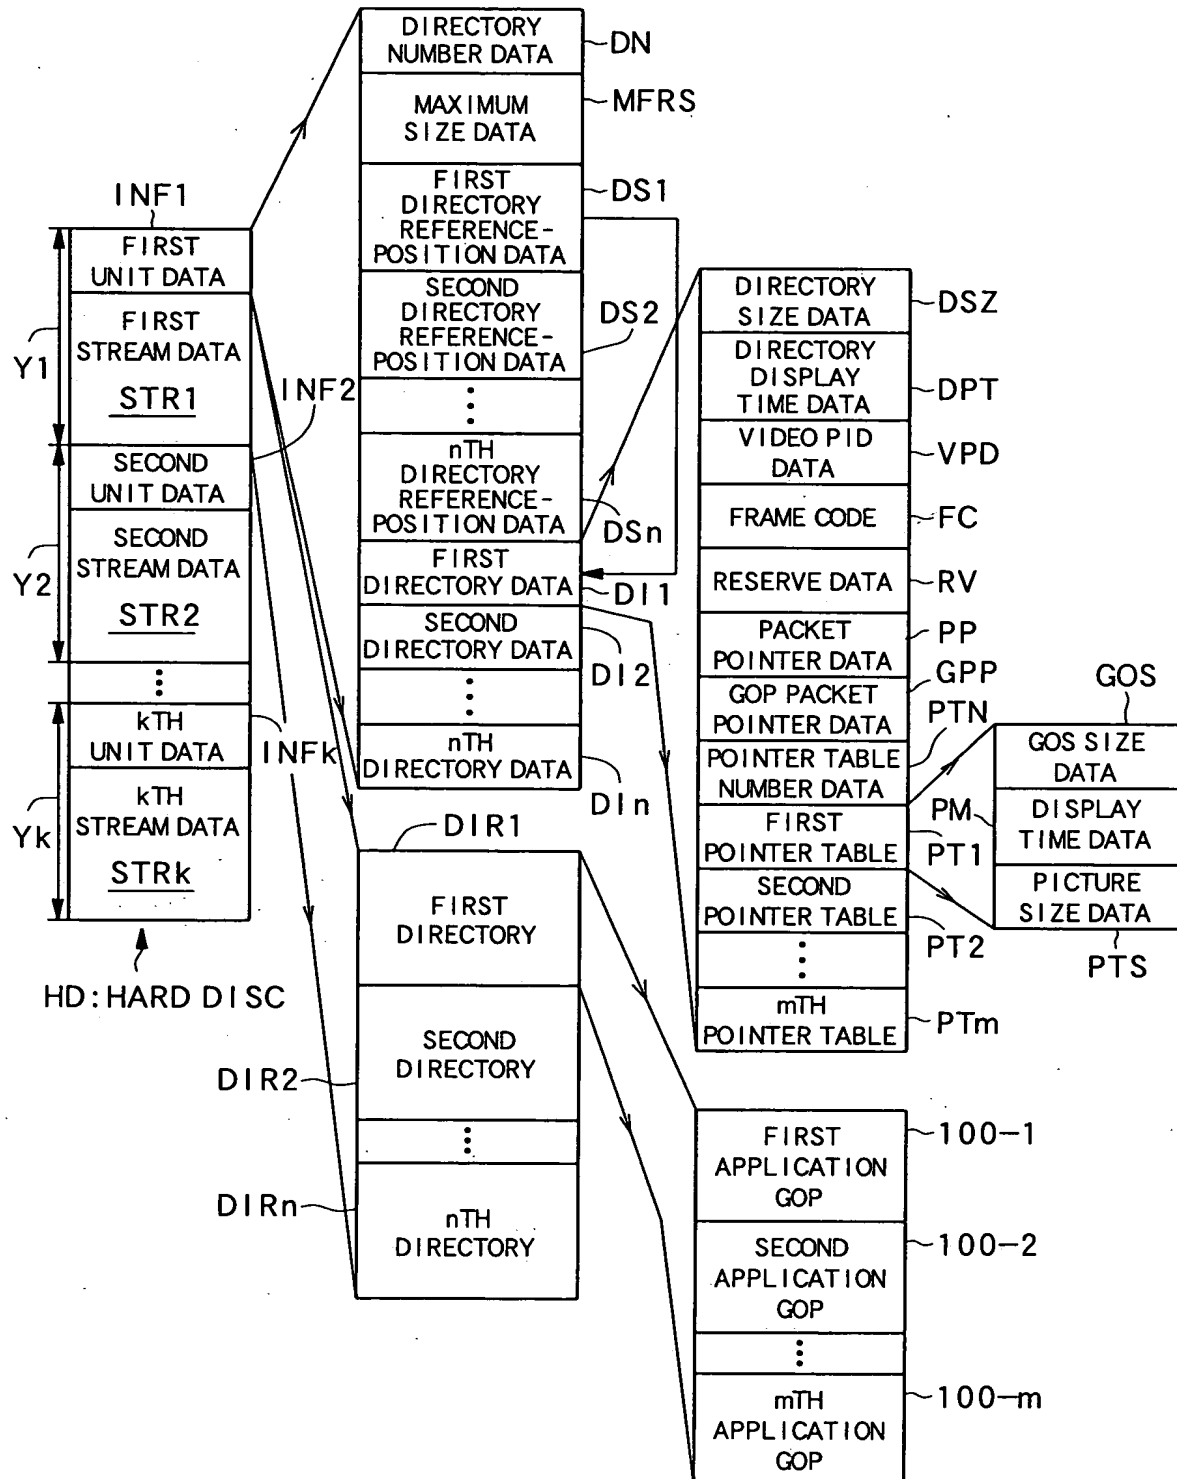 DIRECTORY
NUMBER DATA
DN
MAXIMUM
SIZE DATA
MFRS
FIRST
DIRECTORY
REFERENCE-
POSITION DATA
DS1
SECOND
DIRECTORY
REFERENCE-
POSITION DATA
DS2
nTH
DIRECTORY
REFERENCE-
POSITION DATA
DSn
FIRST
DIRECTORY DATA
DI1
SECOND
DIRECTORY DATA
DI2
nTH
DIRECTORY DATA
DIn
INF1
FIRST
UNIT DATA
FIRST
STREAM DATA
STR1
Y1
INF2
SECOND
UNIT DATA
SECOND
STREAM DATA
STR2
Y2
kTH
UNIT DATA
INFk
kTH
STREAM DATA
STRk
Yk
HD:HARD DISC
DIR1
FIRST
DIRECTORY
SECOND
DIRECTORY
DIR2
nTH
DIRECTORY
DIRn
DIRECTORY
SIZE DATA
DSZ
DIRECTORY
DISPLAY
TIME DATA
DPT
VIDEO PID
DATA
VPD
FRAME CODE
FC
RESERVE DATA
RV
PACKET
POINTER DATA
PP
GOP PACKET
POINTER DATA
GPP
POINTER TABLE
NUMBER DATA
PTN
FIRST
POINTER TABLE
PT1
SECOND
POINTER TABLE
PT2
mTH
POINTER TABLE
PTm
GOS
GOS SIZE
DATA
PM
DISPLAY
TIME DATA
PICTURE
SIZE DATA
PTS
FIRST
APPLICATION
GOP
100-1
SECOND
APPLICATION
GOP
100-2
mTH
APPLICATION
GOP
100-m